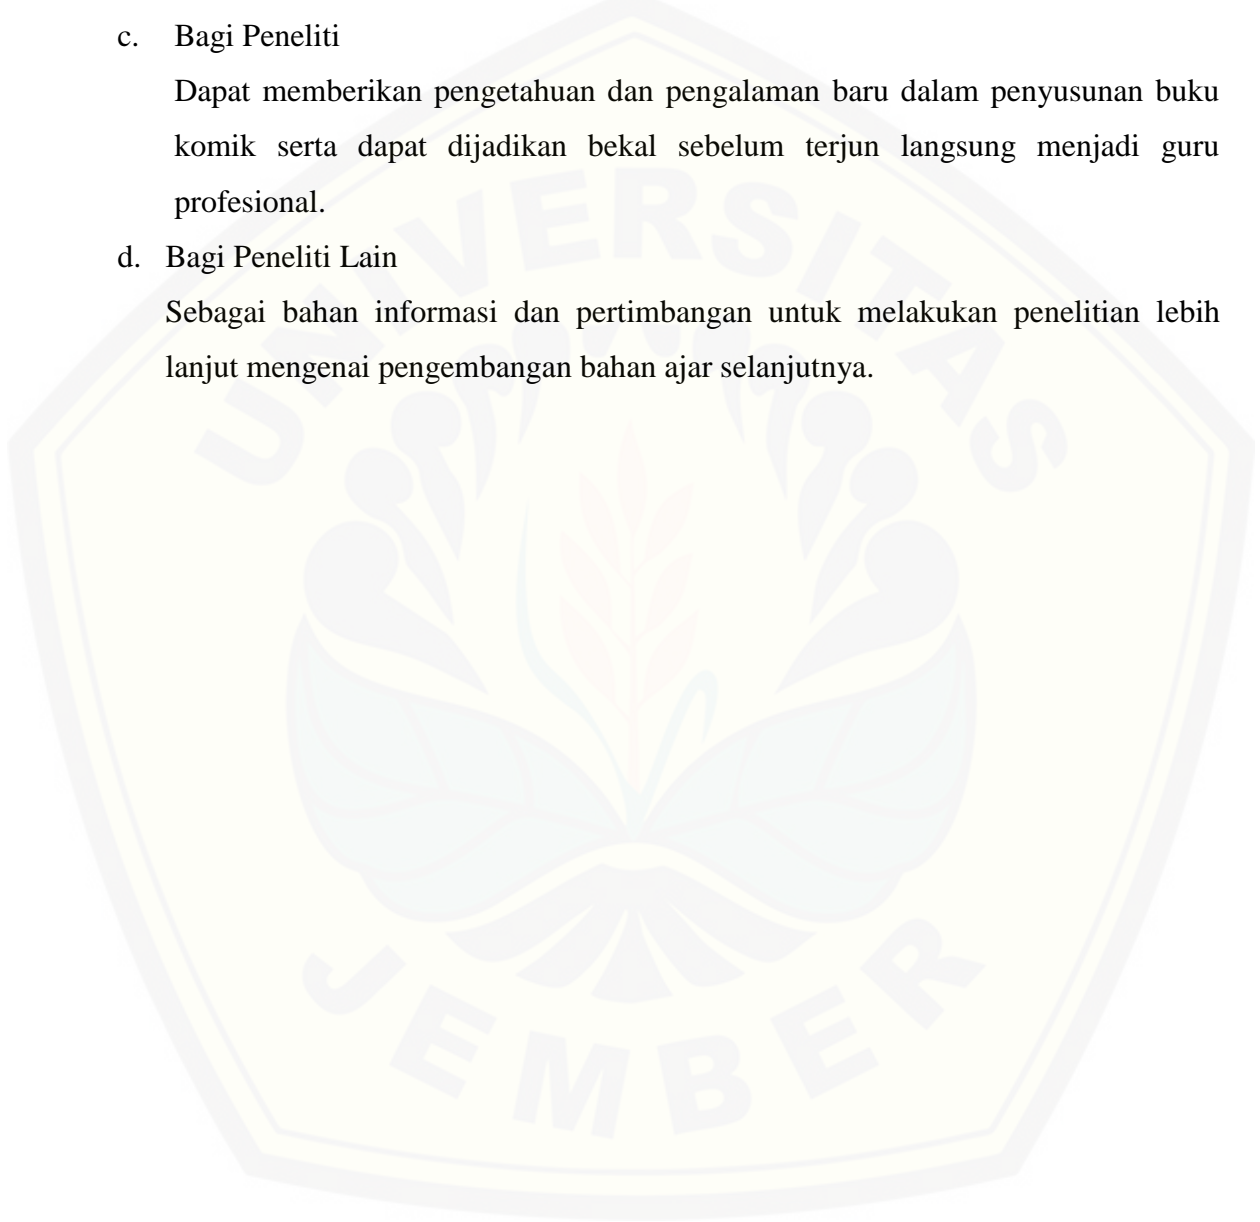 c. Bagi Peneliti
Dapat memberikan pengetahuan dan pengalaman baru dalam penyusunan buku
komik serta dapat dijadikan bekal sebelum terjun langsung menjadi guru
profesional.
d. Bagi Peneliti Lain
Sebagai bahan informasi dan pertimbangan untuk melakukan penelitian lebih
lanjut mengenai pengembangan bahan ajar selanjutnya.
UNIVERSITAS
JEMBER